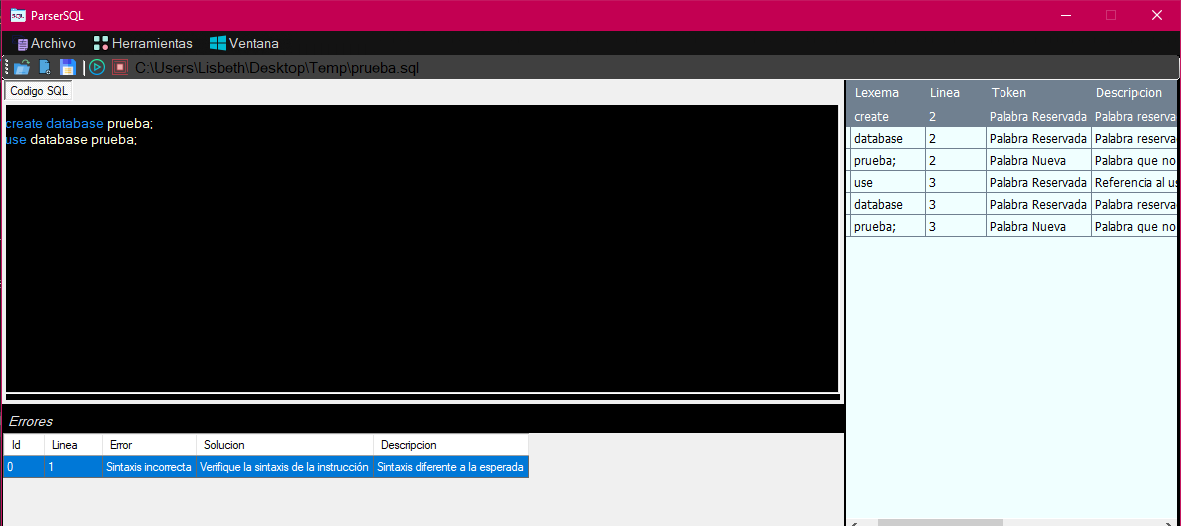 SQL ParserSQL
Archivo Herramientas Ventana
C:\Users\Lisbeth\Desktop\Temp\prueba.sql
Codigo SQL
create database prueba;
use database prueba;
Lexema Linea Token Descripcion
create 2 Palabra Reservada Palabra reserva
database 2 Palabra Reservada Palabra reserva
prueba; 2 Palabra Nueva Palabra que no
use 3 Palabra Reservada Referencia al us
database 3 Palabra Reservada Palabra reserva
prueba; 3 Palabra Nueva Palabra que no
Errores
Id Linea Error Solucion Descripcion
0 1 Sintaxis incorrecta Verifique la sintaxis de la instrucción Sintaxis diferente a la esperada